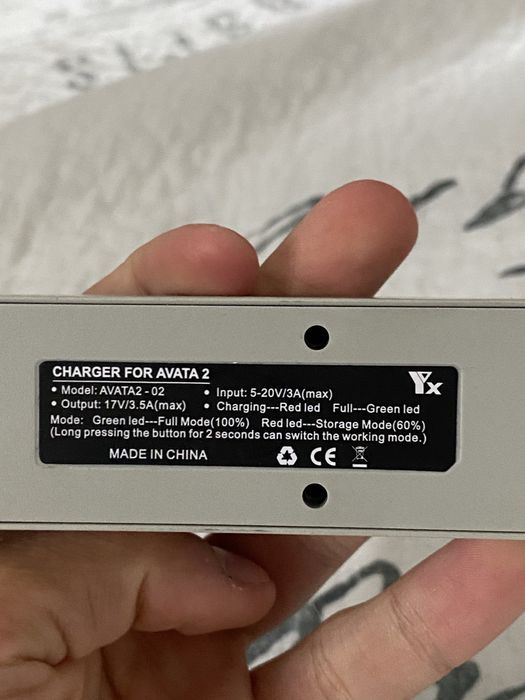 CHARGER FOR AVATA 2
Yx
• Model: AVATA2 - 02 • Input: 5-20V/3A(max)
• Output: 17V/3.5A(max) • Charging---Red led Full---Green led
Mode: Green led---Full Mode(100%) Red led---Storage Mode(60%)
(Long pressing the button for 2 seconds can switch the working mode.)
MADE IN CHINA CE